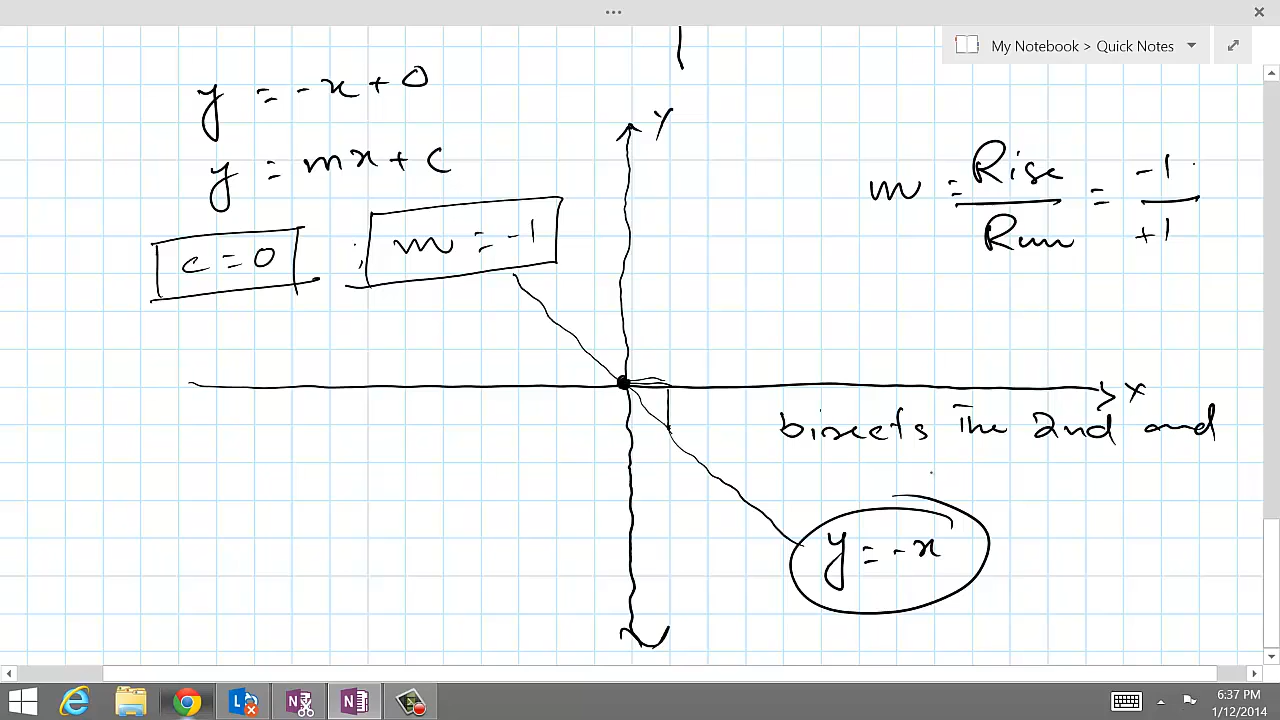 My Notebook > Quick Notes
y = -x + 0
y = mx + c
c = 0 ; m = -1
Y
m = Rise / Run = -1 / +1
X
bisects The 2nd and
y = -x
6:37 PM
1/12/2014